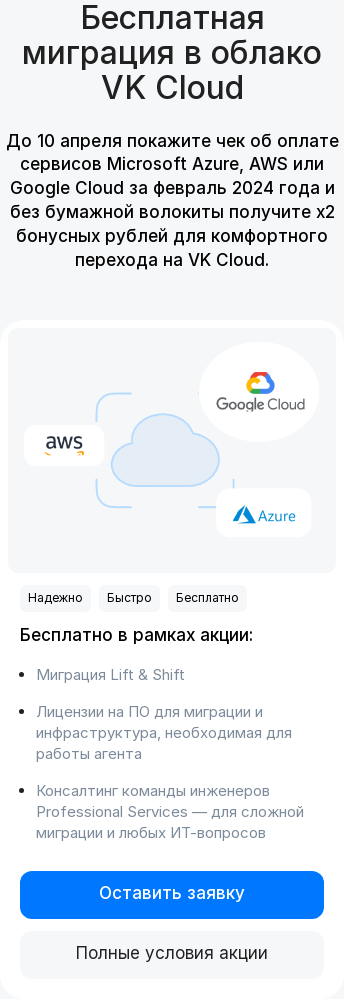 Бесплатная
миграция в облако
VK Cloud
До 10 апреля покажите чек об оплате
сервисов Microsoft Azure, AWS или
Google Cloud за февраль 2024 года и
без бумажной волокиты получите x2
бонусных рублей для комфортного
перехода на VK Cloud.
Google Cloud
aws
Azure
Надежно Быстро Бесплатно
Бесплатно в рамках акции:
Миграция Lift & Shift
Лицензии на ПО для миграции и
инфраструктура, необходимая для
работы агента
Консалтинг команды инженеров
Professional Services — для сложной
миграции и любых ИТ-вопросов
Оставить заявку
Полные условия акции